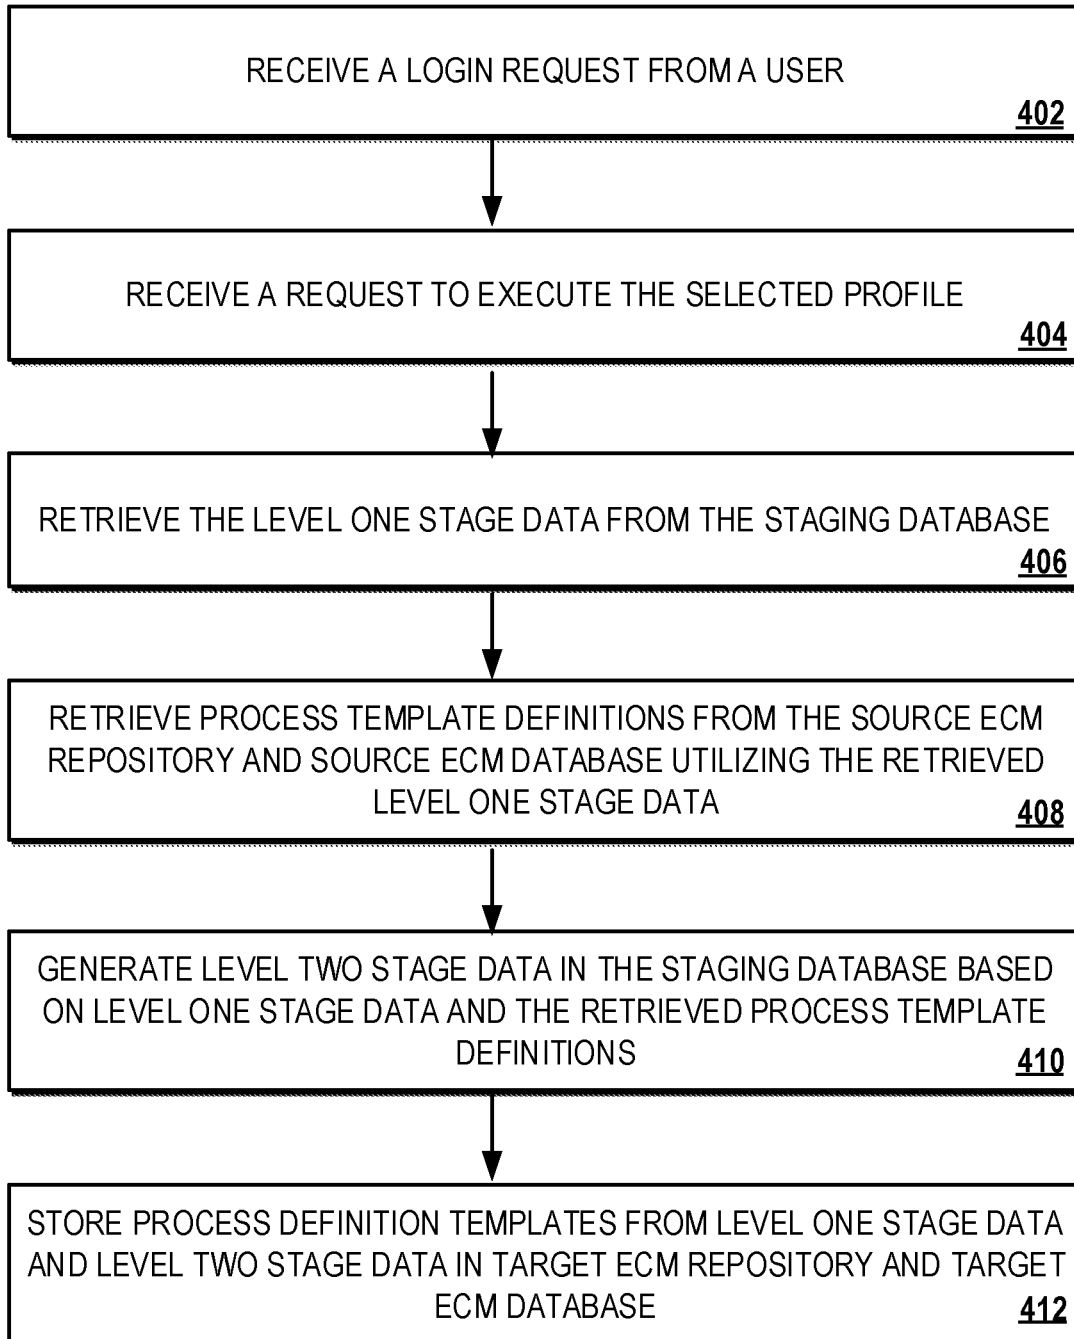 RECEIVE A LOGIN REQUEST FROM A USER
402
RECEIVE A REQUEST TO EXECUTE THE SELECTED PROFILE
404
RETRIEVE THE LEVEL ONE STAGE DATA FROM THE STAGING DATABASE
406
RETRIEVE PROCESS TEMPLATE DEFINITIONS FROM THE SOURCE ECM
REPOSITORY AND SOURCE ECM DATABASE UTILIZING THE RETRIEVED
LEVEL ONE STAGE DATA
408
GENERATE LEVEL TWO STAGE DATA IN THE STAGING DATABASE BASED
ON LEVEL ONE STAGE DATA AND THE RETRIEVED PROCESS TEMPLATE
DEFINITIONS
410
STORE PROCESS DEFINITION TEMPLATES FROM LEVEL ONE STAGE DATA
AND LEVEL TWO STAGE DATA IN TARGET ECM REPOSITORY AND TARGET
ECM DATABASE
412